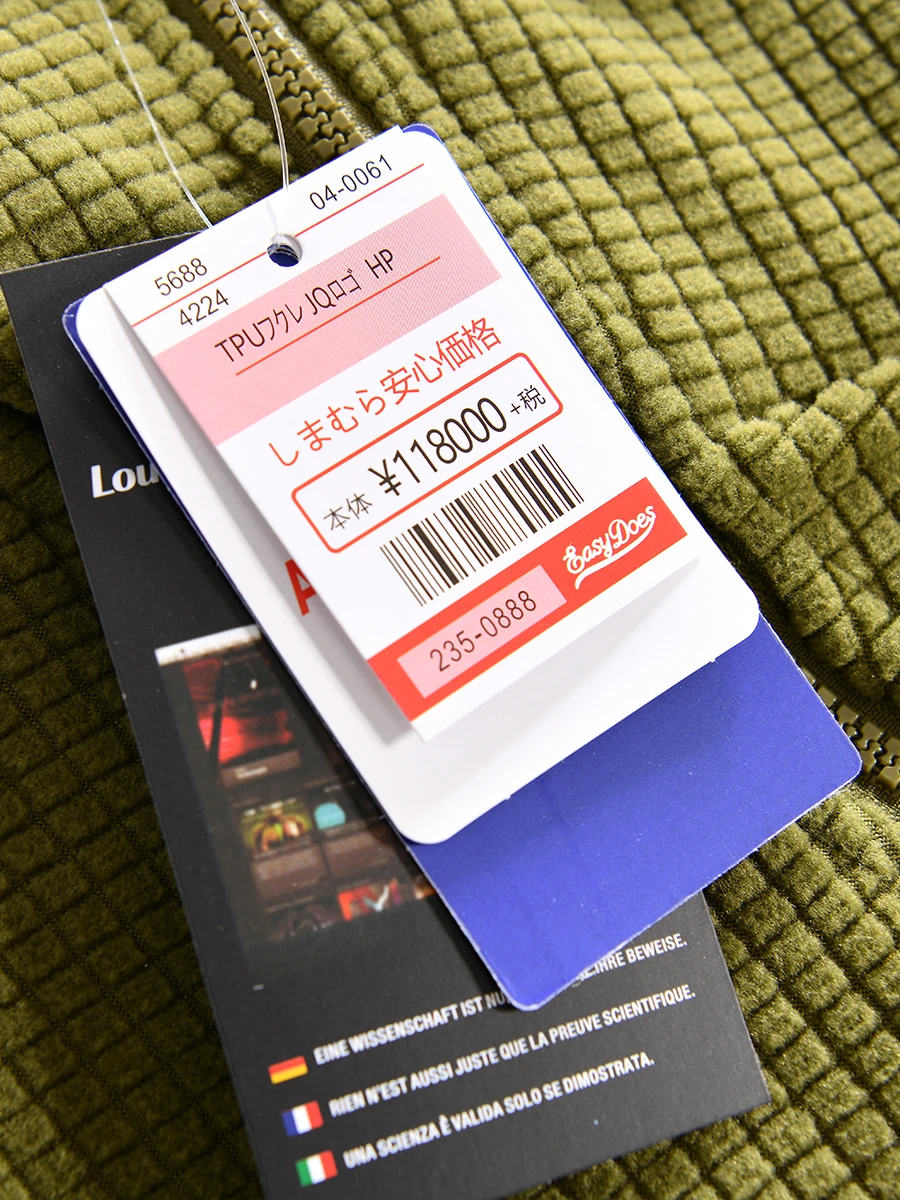 04-0061
5688
4224
TPUフクレ JQロゴ HP
しまむら安心価格
本体 ¥118000 +税
EasyDoes
235-0888
EINE WISSENSCHAFT IST IHRE BEWEISE.
RIEN N'EST AUSSI JUSTE QUE LA PREUVE SCIENTIFIQUE.
UNA SCIENZA È VALIDA SOLO SE DIMOSTRATA.